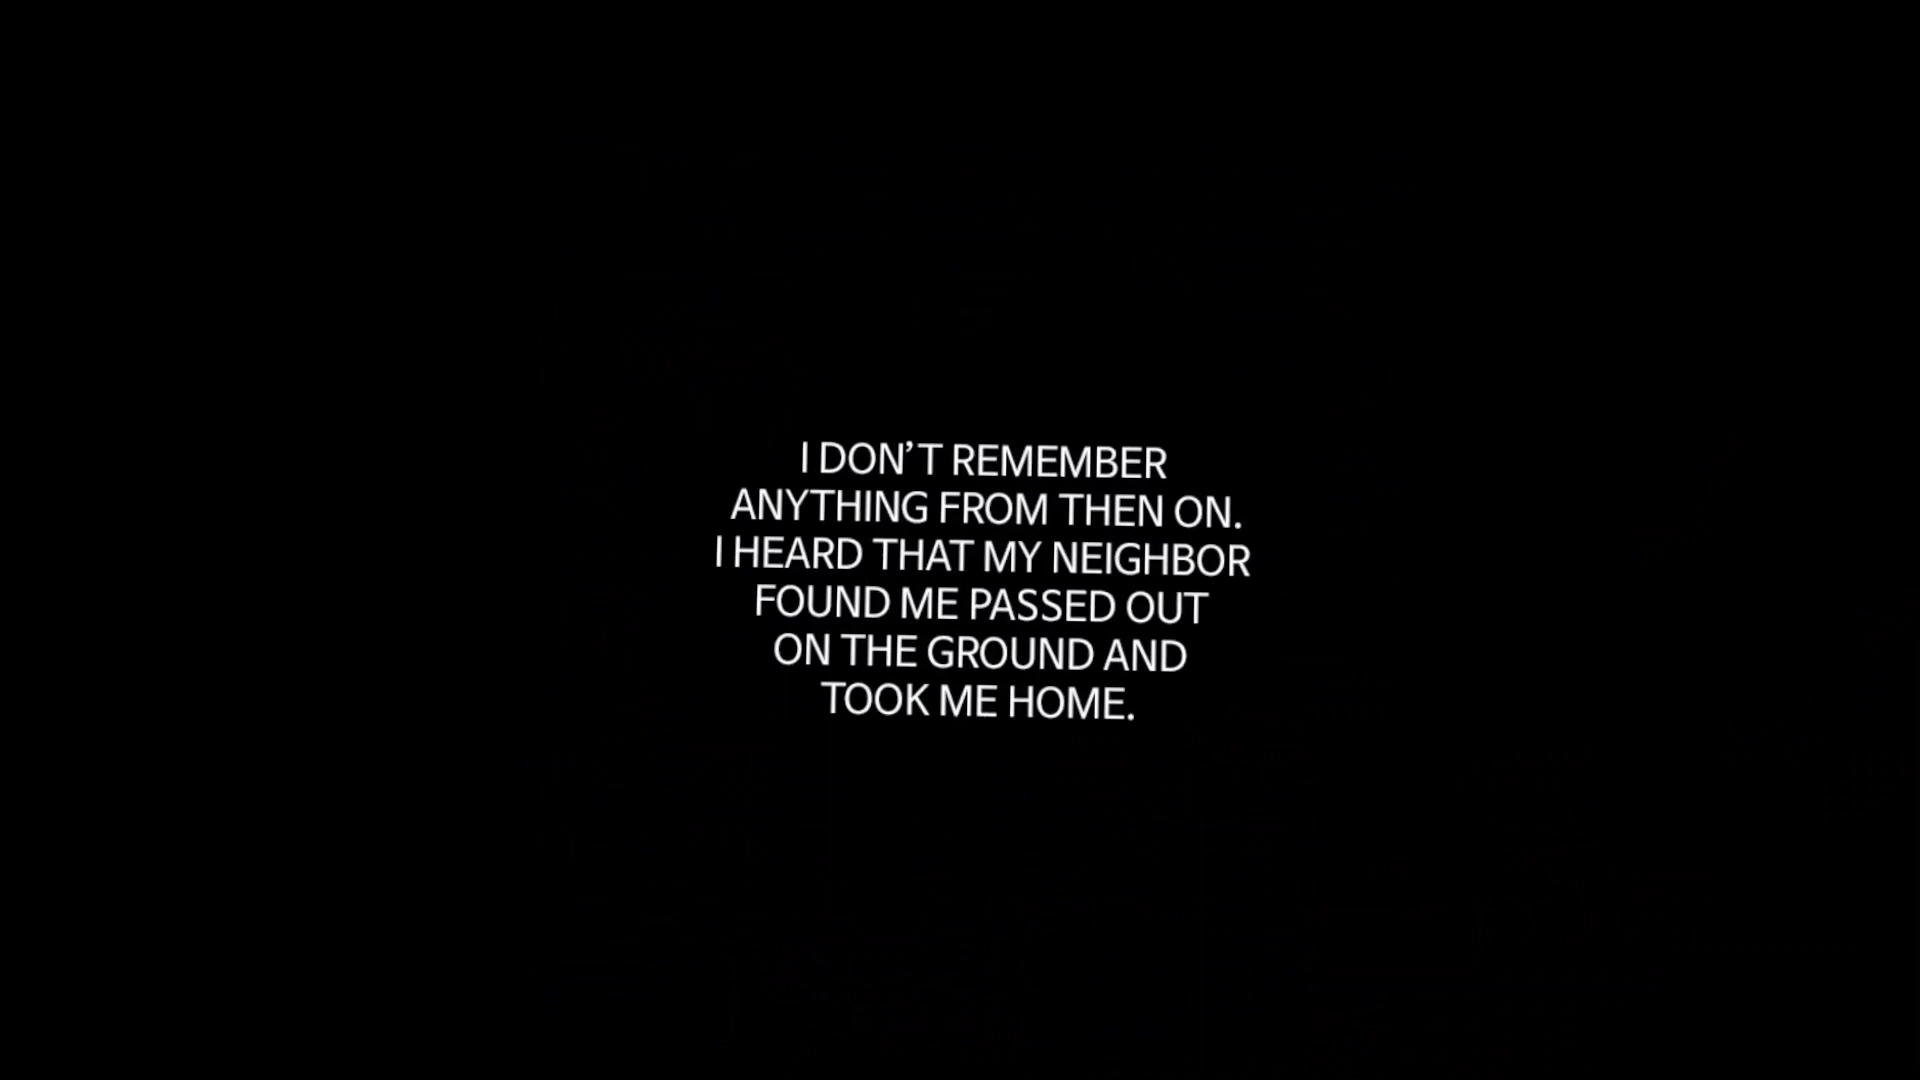 I DON’T REMEMBER
ANYTHING FROM THEN ON.
I HEARD THAT MY NEIGHBOR
FOUND ME PASSED OUT
ON THE GROUND AND
TOOK ME HOME.